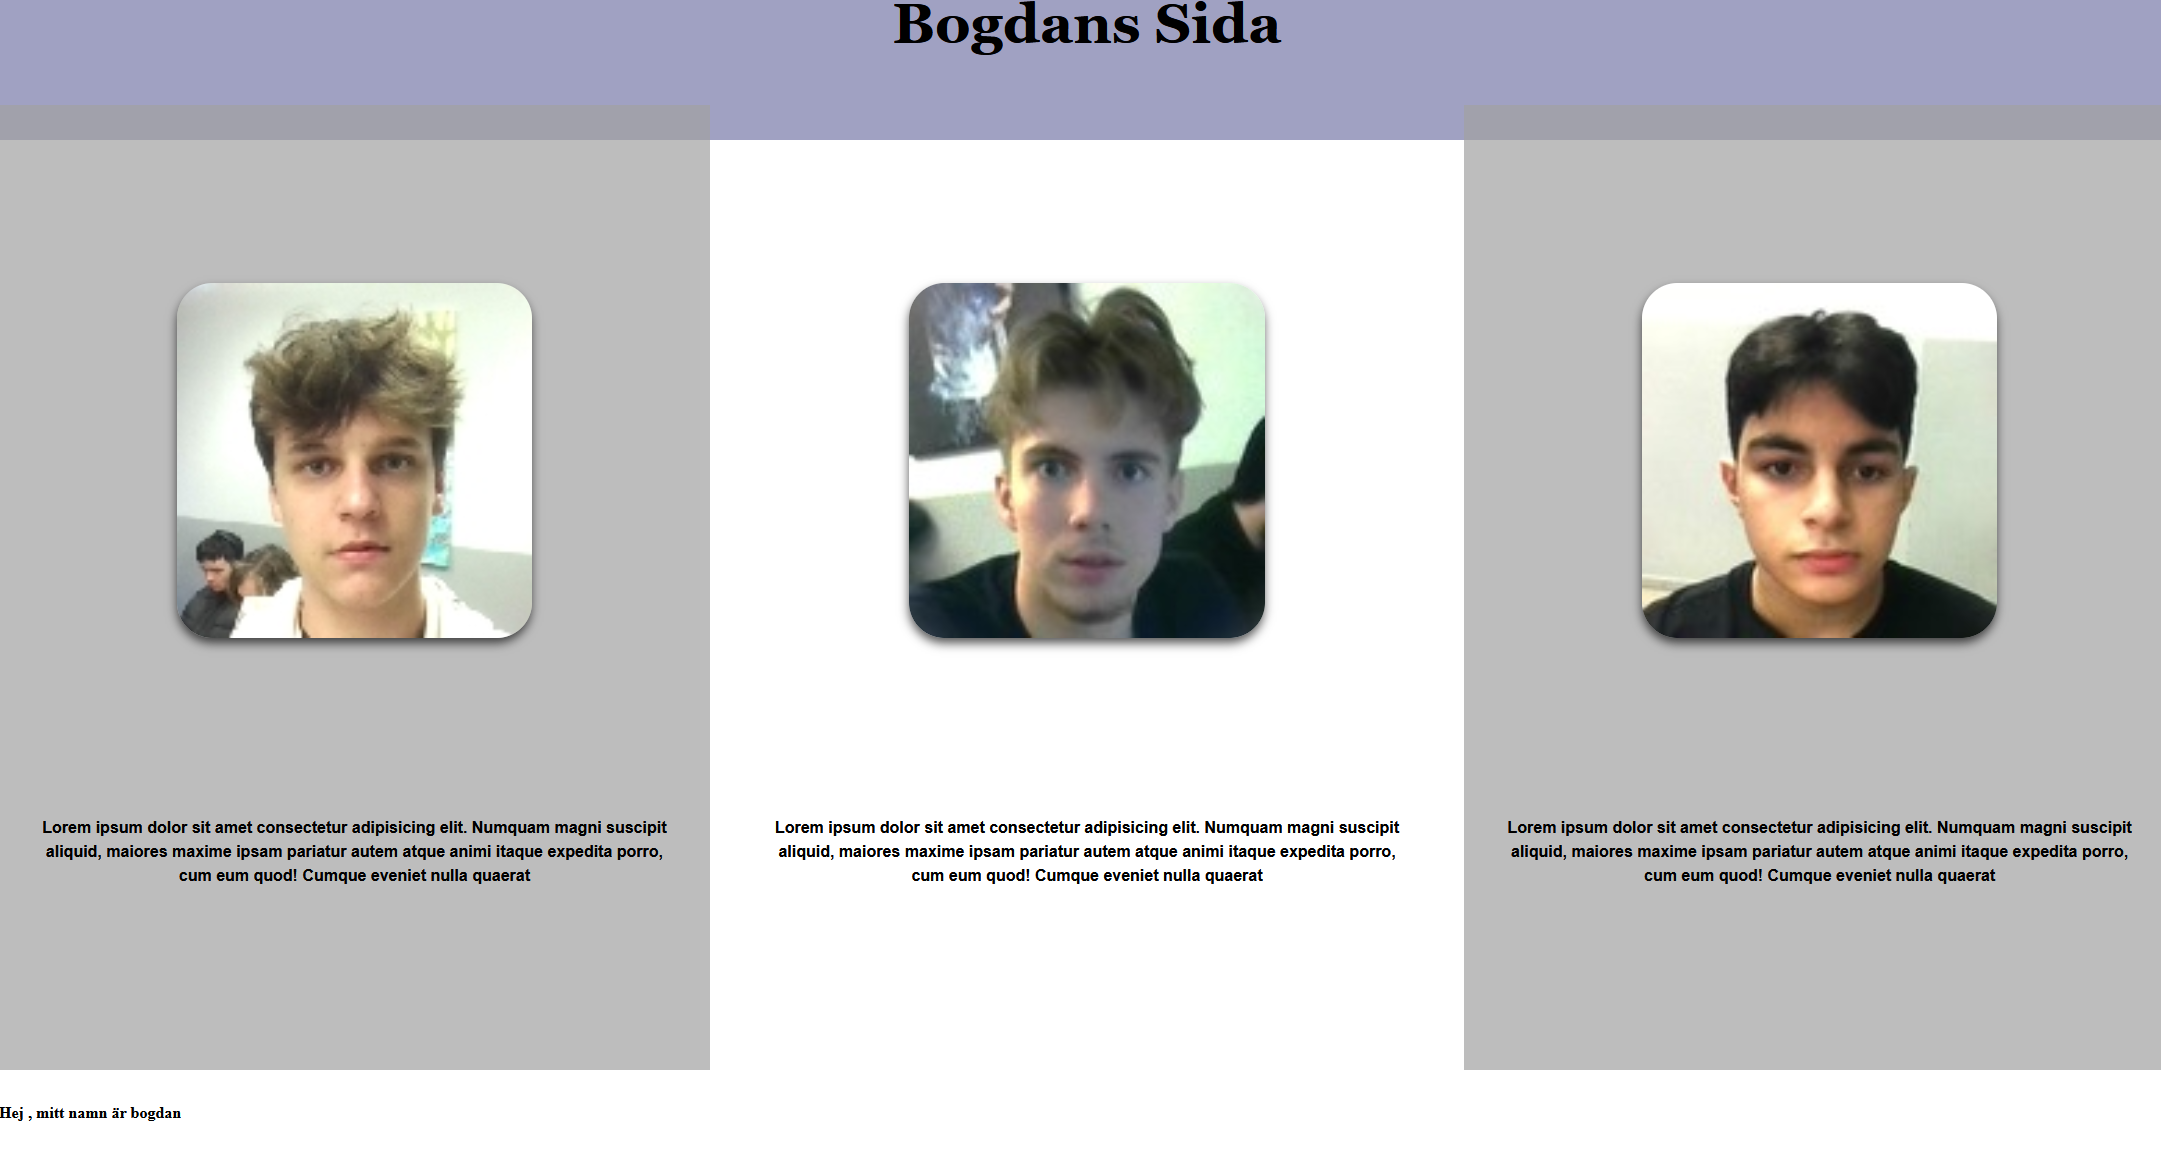 Bogdans Sida
Lorem ipsum dolor sit amet consectetur adipisicing elit. Numquam magni suscipit
aliquid, maiores maxime ipsam pariatur autem atque animi itaque expedita porro,
cum eum quod! Cumque eveniet nulla quaerat
Lorem ipsum dolor sit amet consectetur adipisicing elit. Numquam magni suscipit
aliquid, maiores maxime ipsam pariatur autem atque animi itaque expedita porro,
cum eum quod! Cumque eveniet nulla quaerat
Lorem ipsum dolor sit amet consectetur adipisicing elit. Numquam magni suscipit
aliquid, maiores maxime ipsam pariatur autem atque animi itaque expedita porro,
cum eum quod! Cumque eveniet nulla quaerat
Hej , mitt namn är bogdan